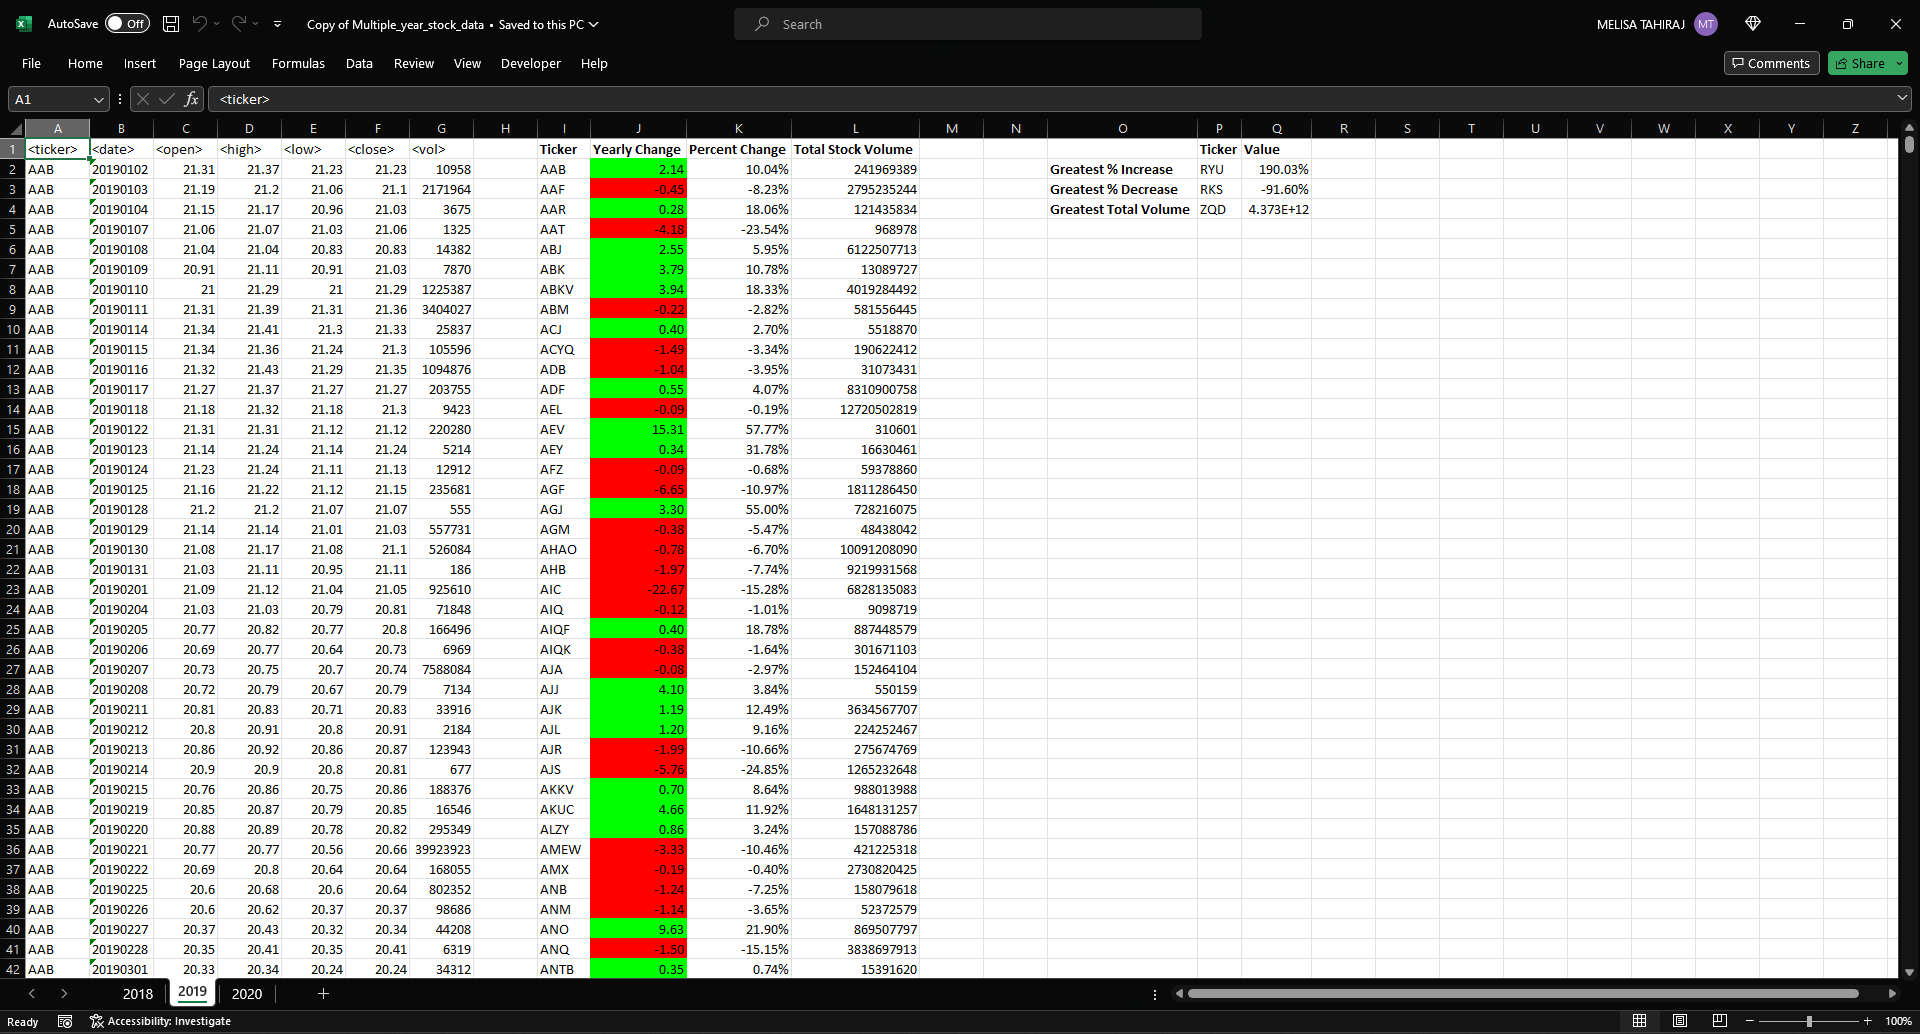 AutoSave Off Copy of Multiple_year_stock_data • Saved to this PC Search MELISA TAHIRAJ MT
File Home Insert Page Layout Formulas Data Review View Developer Help Comments Share
A1 fx <ticker>
A B C D E F G H I J K L M N O P Q R S T U V W X Y Z
1 <ticker> <date> <open> <high> <low> <close> <vol> Ticker Yearly Change Percent Change Total Stock Volume Ticker Value
2 AAB 20190102 21.31 21.37 21.23 21.23 10958 AAB 2.14 10.04% 241969389 Greatest % Increase RYU 190.03%
3 AAB 20190103 21.19 21.2 21.06 21.1 2171964 AAF -0.45 -8.23% 2795235244 Greatest % Decrease RKS -91.60%
4 AAB 20190104 21.15 21.17 20.96 21.03 3675 AAR 0.28 18.06% 121435834 Greatest Total Volume ZQD 4.373E+12
5 AAB 20190107 21.06 21.07 21.03 21.06 1325 AAT -4.18 -23.54% 968978
6 AAB 20190108 21.04 21.04 20.83 20.83 14382 ABJ 2.55 5.95% 6122507713
7 AAB 20190109 20.91 21.11 20.91 21.03 7870 ABK 3.79 10.78% 13089727
8 AAB 20190110 21 21.29 21 21.29 1225387 ABKV 3.94 18.33% 4019284492
9 AAB 20190111 21.31 21.39 21.31 21.36 3404027 ABM -0.22 -2.82% 581556445
10 AAB 20190114 21.34 21.41 21.3 21.33 25837 ACJ 0.40 2.70% 5518870
11 AAB 20190115 21.34 21.36 21.24 21.3 105596 ACYQ -1.49 -3.34% 190622412
12 AAB 20190116 21.32 21.43 21.29 21.35 1094876 ADB -1.04 -3.95% 31073431
13 AAB 20190117 21.27 21.37 21.27 21.27 203755 ADF 0.55 4.07% 8310900758
14 AAB 20190118 21.18 21.32 21.18 21.3 9423 AEL -0.09 -0.19% 12720502819
15 AAB 20190122 21.31 21.31 21.12 21.12 220280 AEV 15.31 57.77% 310601
16 AAB 20190123 21.14 21.24 21.14 21.24 5214 AEY 0.34 31.78% 16630461
17 AAB 20190124 21.23 21.24 21.11 21.13 12912 AFZ -0.09 -0.68% 59378860
18 AAB 20190125 21.16 21.22 21.12 21.15 235681 AGF -6.65 -10.97% 1811286450
19 AAB 20190128 21.2 21.2 21.07 21.07 555 AGJ 3.30 55.00% 728216075
20 AAB 20190129 21.14 21.14 21.01 21.03 557731 AGM -0.38 -5.47% 48438042
21 AAB 20190130 21.08 21.17 21.08 21.1 526084 AHAO -0.78 -6.70% 10091208090
22 AAB 20190131 21.03 21.11 20.95 21.11 186 AHB -1.97 -7.74% 9219931568
23 AAB 20190201 21.09 21.12 21.04 21.05 925610 AIC -22.67 -15.28% 6828135083
24 AAB 20190204 21.03 21.03 20.79 20.81 71848 AIQ -0.12 -1.01% 9098719
25 AAB 20190205 20.77 20.82 20.77 20.8 166496 AIQF 0.40 18.78% 887448579
26 AAB 20190206 20.69 20.77 20.64 20.73 6969 AIQK -0.38 -1.64% 301671103
27 AAB 20190207 20.73 20.75 20.7 20.74 7588084 AJA -0.08 -2.97% 152464104
28 AAB 20190208 20.72 20.79 20.67 20.79 7134 AJJ 4.10 3.84% 550159
29 AAB 20190211 20.81 20.83 20.71 20.83 33916 AJK 1.19 12.49% 3634567707
30 AAB 20190212 20.8 20.91 20.8 20.91 2184 AJL 1.20 9.16% 224252467
31 AAB 20190213 20.86 20.92 20.86 20.87 123943 AJR -1.99 -10.66% 275674769
32 AAB 20190214 20.9 20.9 20.8 20.81 677 AJS -5.76 -24.85% 1265232648
33 AAB 20190215 20.76 20.86 20.75 20.86 188376 AKKV 0.70 8.64% 988013988
34 AAB 20190219 20.85 20.87 20.79 20.85 16546 AKUC 4.66 11.92% 1648131257
35 AAB 20190220 20.88 20.89 20.78 20.82 295349 ALZY 0.86 3.24% 157088786
36 AAB 20190221 20.77 20.77 20.56 20.66 39923923 AMEW -3.33 -10.46% 421225318
37 AAB 20190222 20.69 20.8 20.64 20.64 168055 AMX -0.19 -0.40% 2730820425
38 AAB 20190225 20.6 20.68 20.6 20.64 802352 ANB -1.24 -7.25% 158079618
39 AAB 20190226 20.6 20.62 20.37 20.37 98686 ANM -1.14 -3.65% 52372579
40 AAB 20190227 20.37 20.43 20.32 20.34 44208 ANO 9.63 21.90% 869507797
41 AAB 20190228 20.35 20.41 20.35 20.41 6319 ANQ -1.50 -15.15% 3838697913
42 AAB 20190301 20.33 20.34 20.24 20.24 34312 ANTB 0.35 0.74% 15391620
2018 2019 2020
Ready Accessibility: Investigate 100%